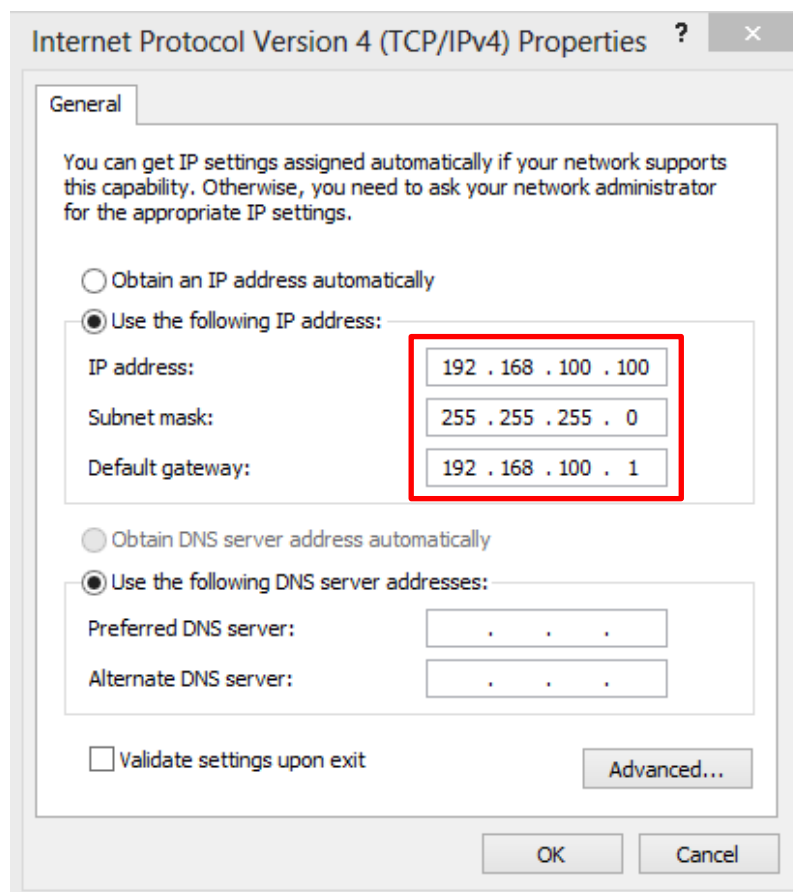 Internet Protocol Version 4 (TCP/IPv4) Properties ? ×
General
You can get IP settings assigned automatically if your network supports
this capability. Otherwise, you need to ask your network administrator
for the appropriate IP settings.
Obtain an IP address automatically
Use the following IP address:
IP address: 192 . 168 . 100 . 100
Subnet mask: 255 . 255 . 255 . 0
Default gateway: 192 . 168 . 100 . 1
Obtain DNS server address automatically
Use the following DNS server addresses:
Preferred DNS server: . . .
Alternate DNS server: . . .
Validate settings upon exit
Advanced...
OK Cancel